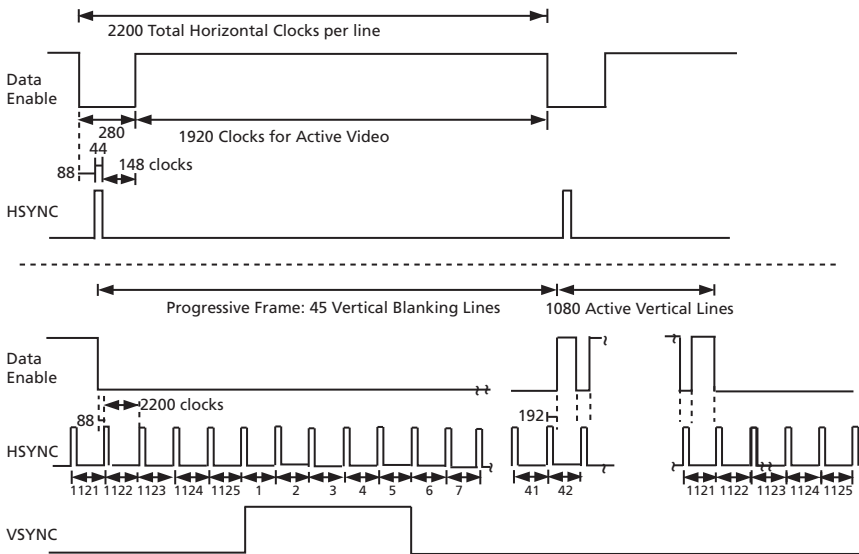 2200 Total Horizontal Clocks per line
Data
Enable
280
1920 Clocks for Active Video
44
148 clocks
88
HSYNC
Progressive Frame: 45 Vertical Blanking Lines
1080 Active Vertical Lines
Data
Enable
2200 clocks
88
192
HSYNC
1121 1122 1123 1124 1125 1 2 3 4 5 6 7 41 42 1121 1122 1123 1124 1125
VSYNC